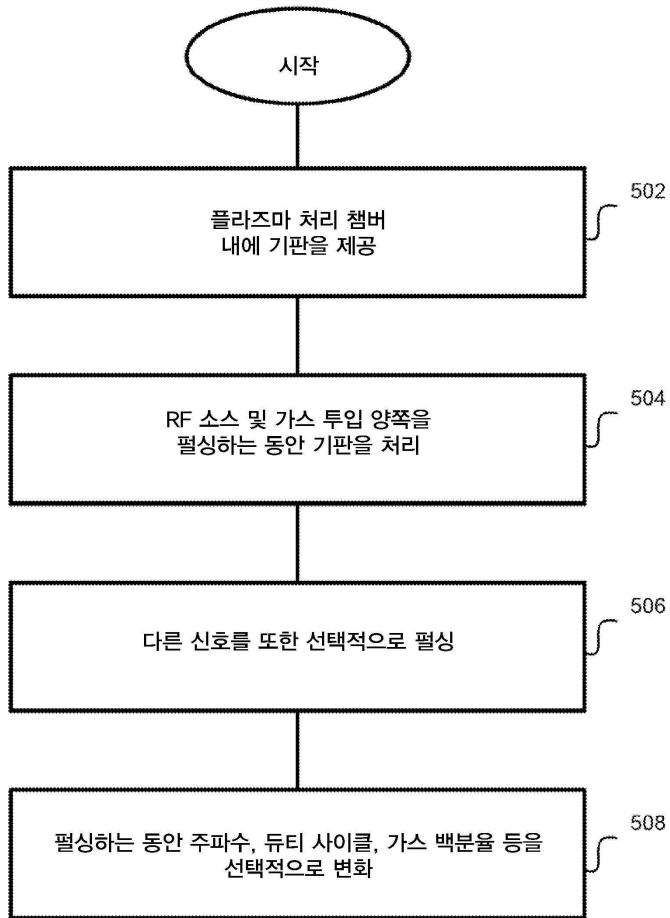 시작
502
플라즈마 처리 챔버
내에 기판을 제공
504
RF 소스 및 가스 투입 양쪽을
펄싱하는 동안 기판을 처리
506
다른 신호를 또한 선택적으로 펄싱
508
펄싱하는 동안 주파수, 듀티 사이클, 가스 백분율 등을
선택적으로 변화